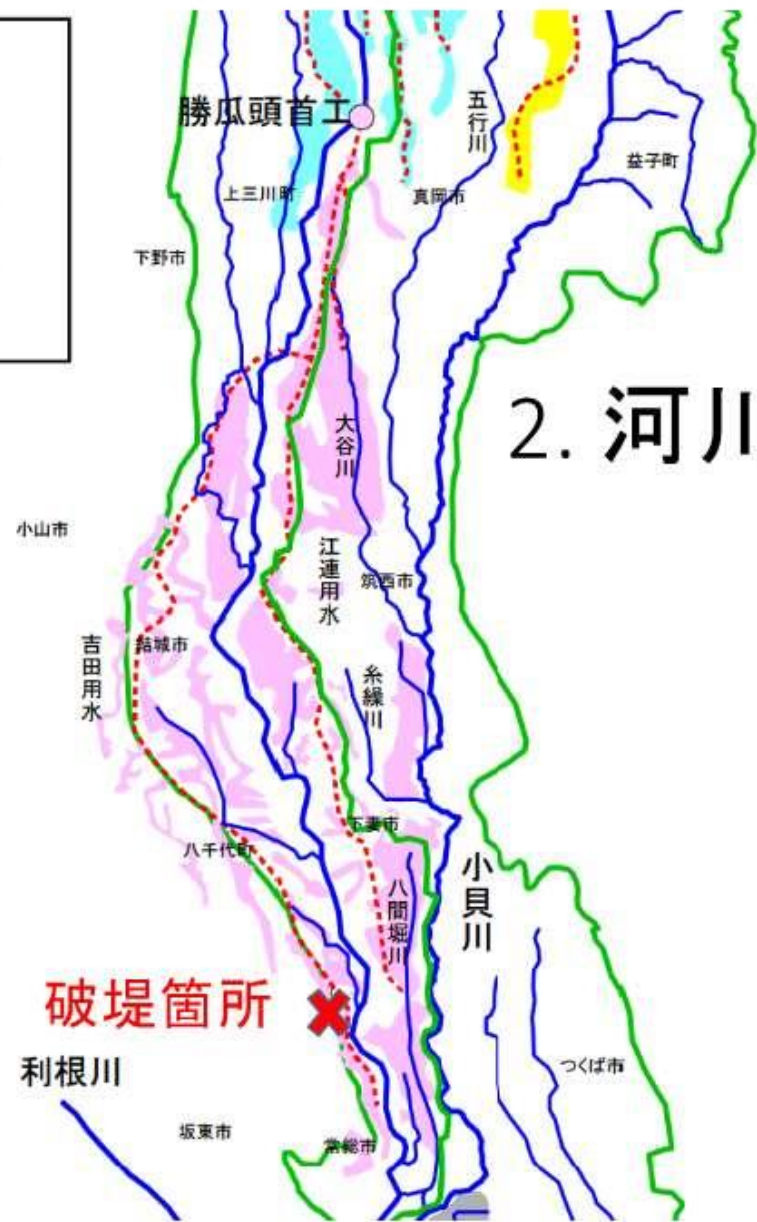 勝瓜頭首工
五行川
益子町
上三川町
真岡市
下野市
2. 河川
大谷川
小山市
江連用水
筑西市
吉田用水
結城市
糸繰川
下妻市
八千代町
小貝川
八間堀川
破堤箇所
利根川
つくば市
坂東市
常総市